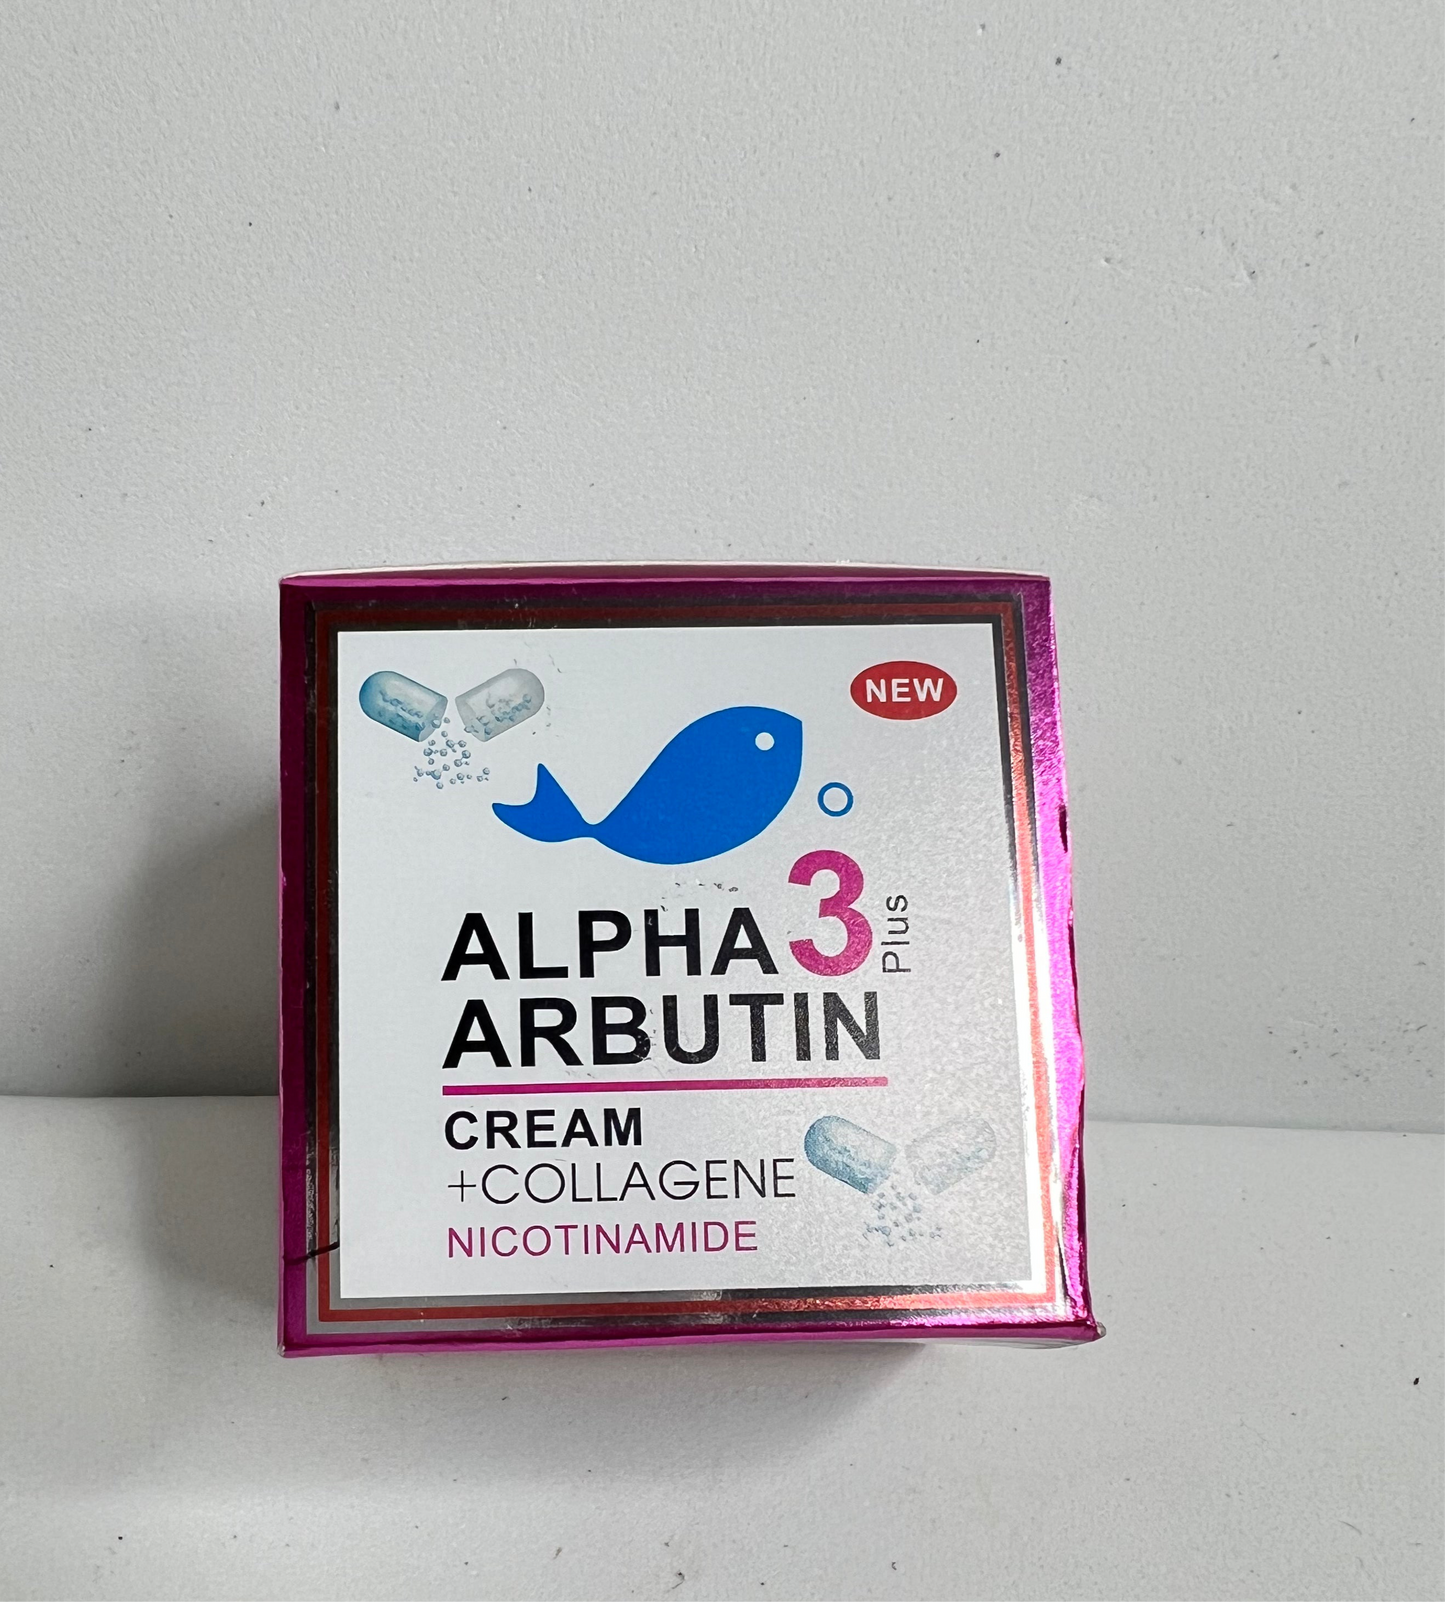 NEW
ALPHA 3 Plus
ARBUTIN
CREAM
+COLLAGENE
NICOTINAMIDE